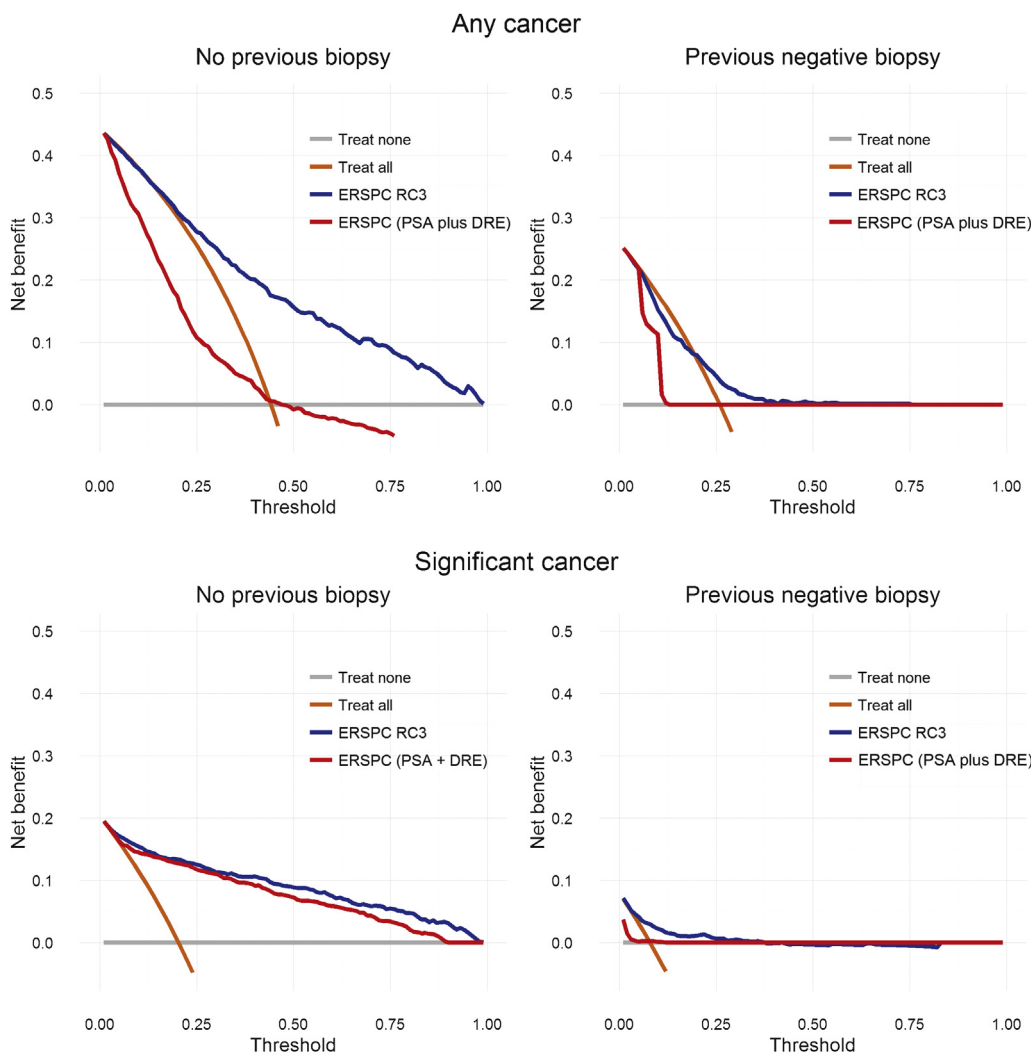 Any cancer
No previous biopsy
Previous negative biopsy
0.5
0.4
0.3
0.2
0.1
0.0
Net benefit
Treat none
Treat all
ERSPC RC3
ERSPC (PSA plus DRE)
0.00
0.25
0.50
0.75
1.00
Threshold
0.5
0.4
0.3
0.2
0.1
0.0
Net benefit
Treat none
Treat all
ERSPC RC3
ERSPC (PSA plus DRE)
0.00
0.25
0.50
0.75
1.00
Threshold
Significant cancer
No previous biopsy
Previous negative biopsy
0.5
0.4
0.3
0.2
0.1
0.0
Net benefit
Treat none
Treat all
ERSPC RC3
ERSPC (PSA + DRE)
0.00
0.25
0.50
0.75
1.00
Threshold
0.5
0.4
0.3
0.2
0.1
0.0
Net benefit
Treat none
Treat all
ERSPC RC3
ERSPC (PSA plus DRE)
0.00
0.25
0.50
0.75
1.00
Threshold